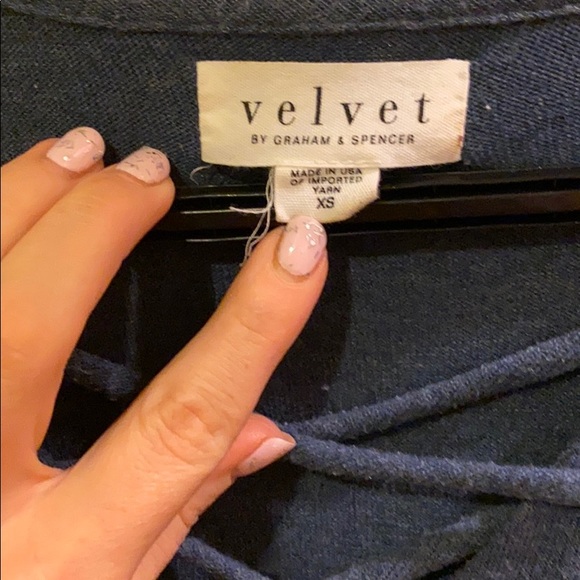 velvet
BY GRAHAM & SPENCER
MADE IN USA
OF IMPORTED
YARN
XS